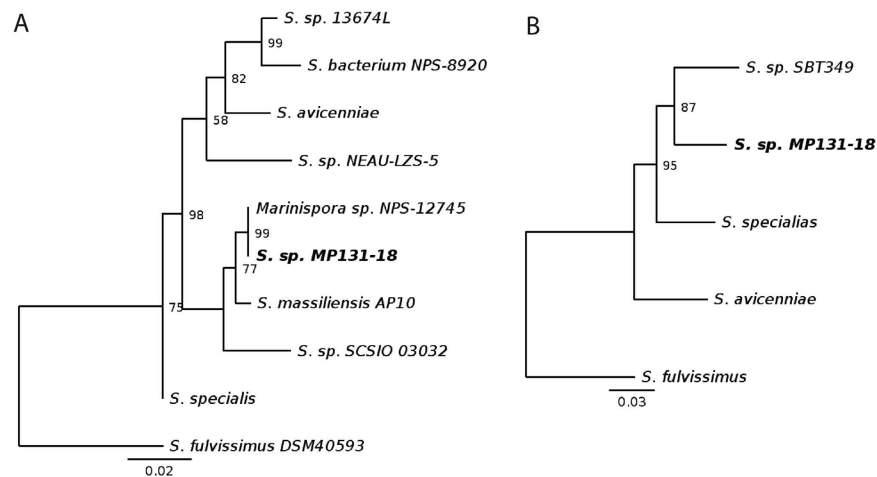 A
S. sp. 13674L
99
S. bacterium NPS-8920
82
S. avicenniae
58
S. sp. NEAU-LZS-5
98
Marinispora sp. NPS-12745
99
S. sp. MP131-18
77
S. massiliensis AP10
75
S. sp. SCSIO 03032
S. specialis
S. fulvissimus DSM40593
0.02
B
S. sp. SBT349
87
S. sp. MP131-18
95
S. specialias
S. avicenniae
S. fulvissimus
0.03